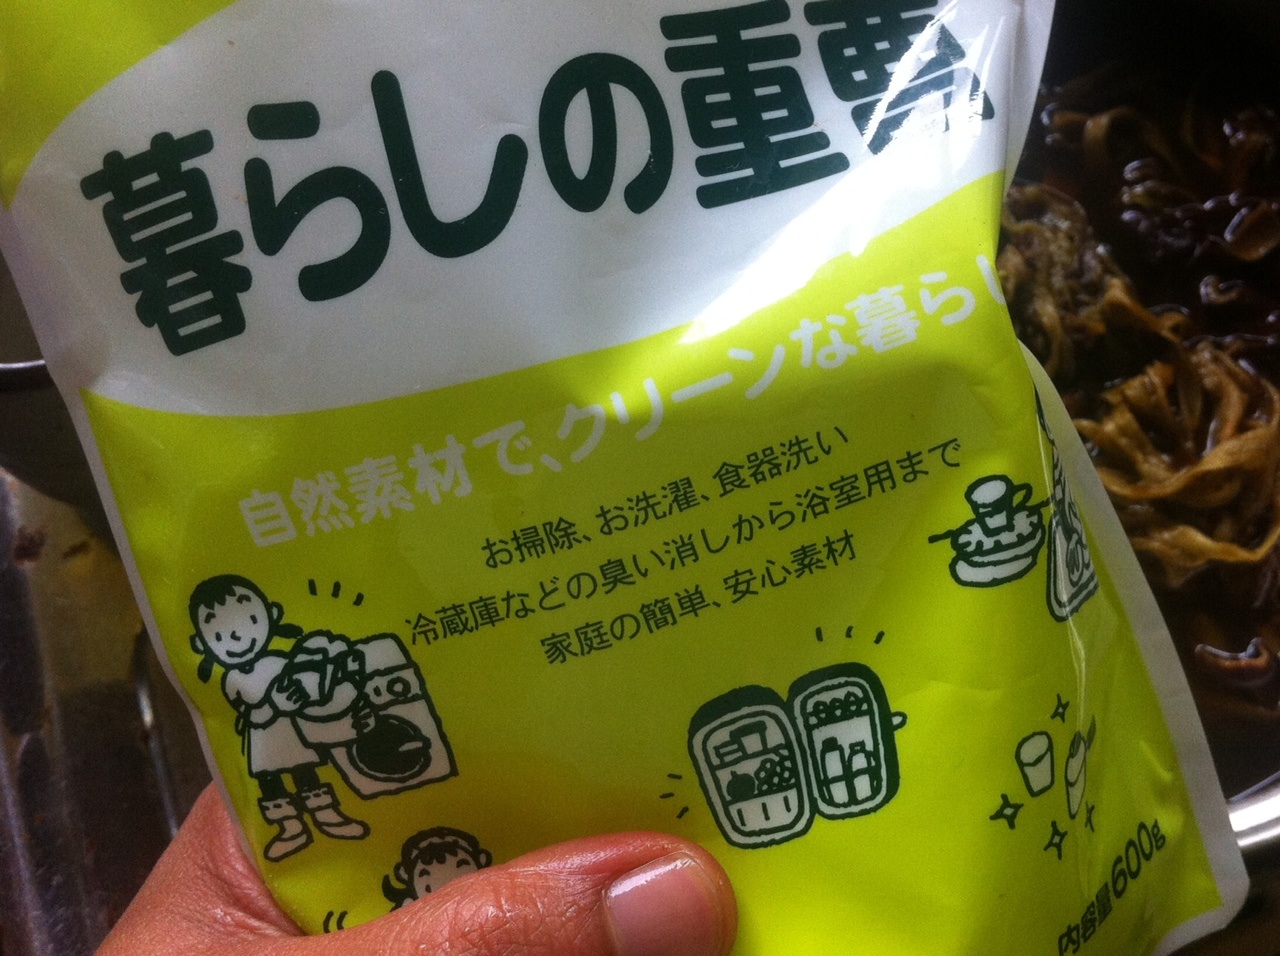 暮らしの重
自然素材で、クリーンな暮らし
お掃除、お洗濯、食器洗い
冷蔵庫などの臭い消しから浴室用まで
家庭の簡単、安心素材
内容量600g